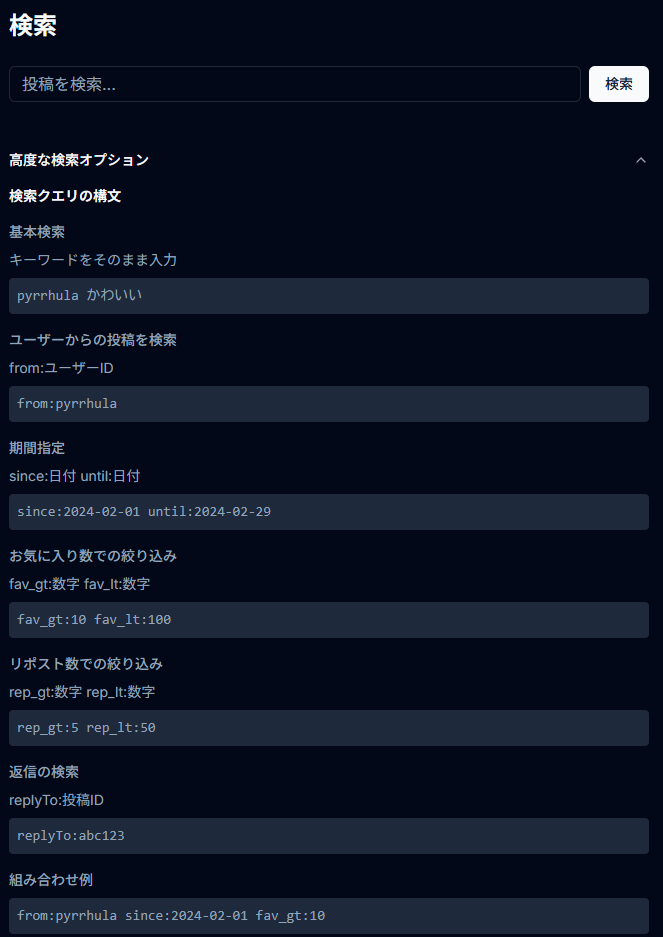 検索
投稿を検索...
検索
高度な検索オプション
検索クエリの構文
基本検索
キーワードをそのまま入力
pyrrhula かわいい
ユーザーからの投稿を検索
from:ユーザーID
from:pyrrhula
期間指定
since:日付 until:日付
since:2024-02-01 until:2024-02-29
お気に入り数での絞り込み
fav_gt:数字 fav_lt:数字
fav_gt:10 fav_lt:100
リポスト数での絞り込み
rep_gt:数字 rep_lt:数字
rep_gt:5 rep_lt:50
返信の検索
replyTo:投稿ID
replyTo:abc123
組み合わせ例
from:pyrrhula since:2024-02-01 fav_gt:10